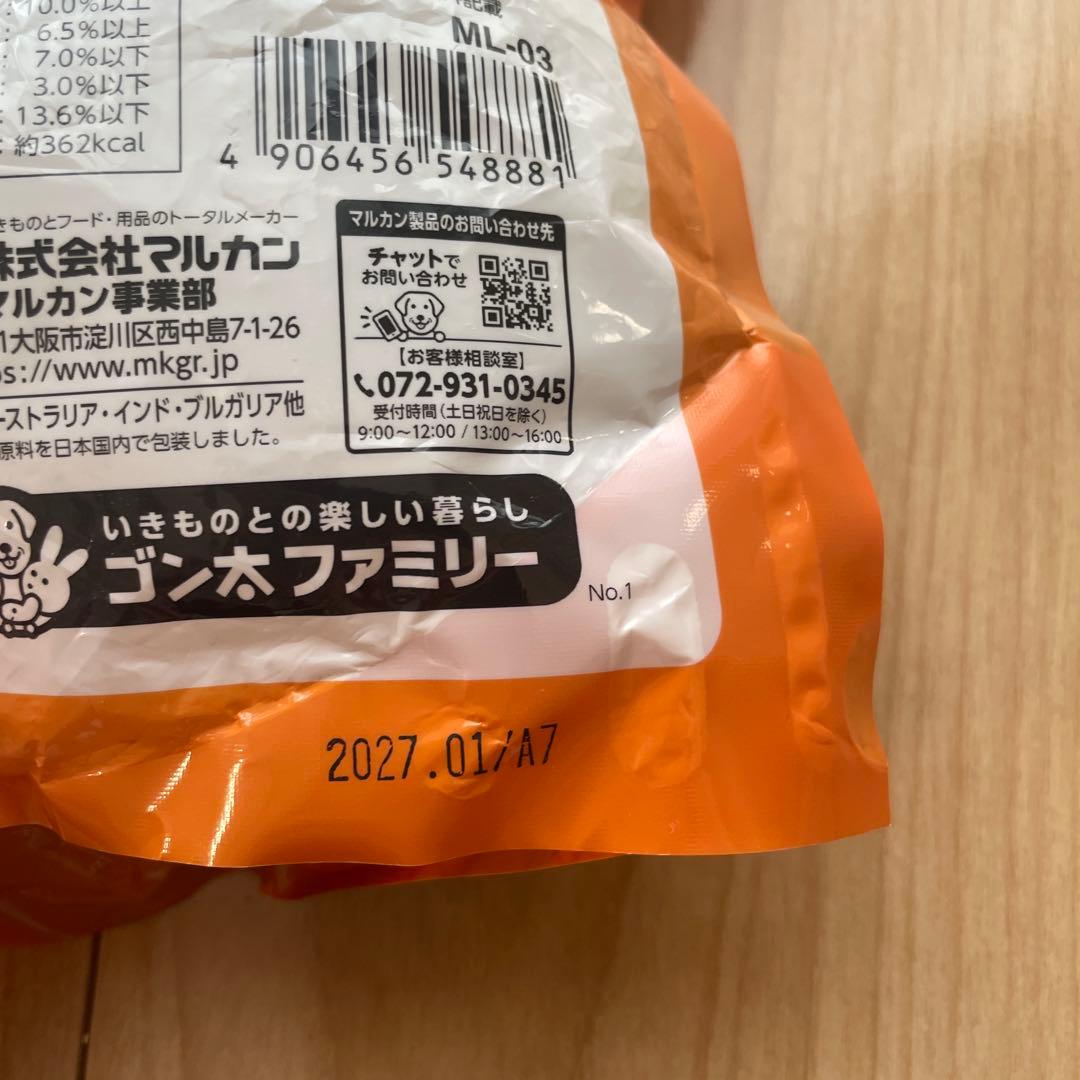 : 10.0%以上
: 6.5%以上
: 7.0%以下
: 3.0%以下
: 13.6%以下
: 約362kcal
記載
ML-03
4 906456 548881
きものとフード・用品のトータルメーカー
株式会社マルカン
マルカン事業部
1大阪市淀川区西中島7-1-26
ps://www.mkgr.jp
ーストラリア・インド・ブルガリア他
原料を日本国内で包装しました。
マルカン製品のお問い合わせ先
チャットで
お問い合わせ
【お客様相談室】
072-931-0345
受付時間(土日祝日を除く)
9:00～12:00 / 13:00～16:00
いきものとの楽しい暮らし
ゴン太ファミリー
No.1
2027.01/A7